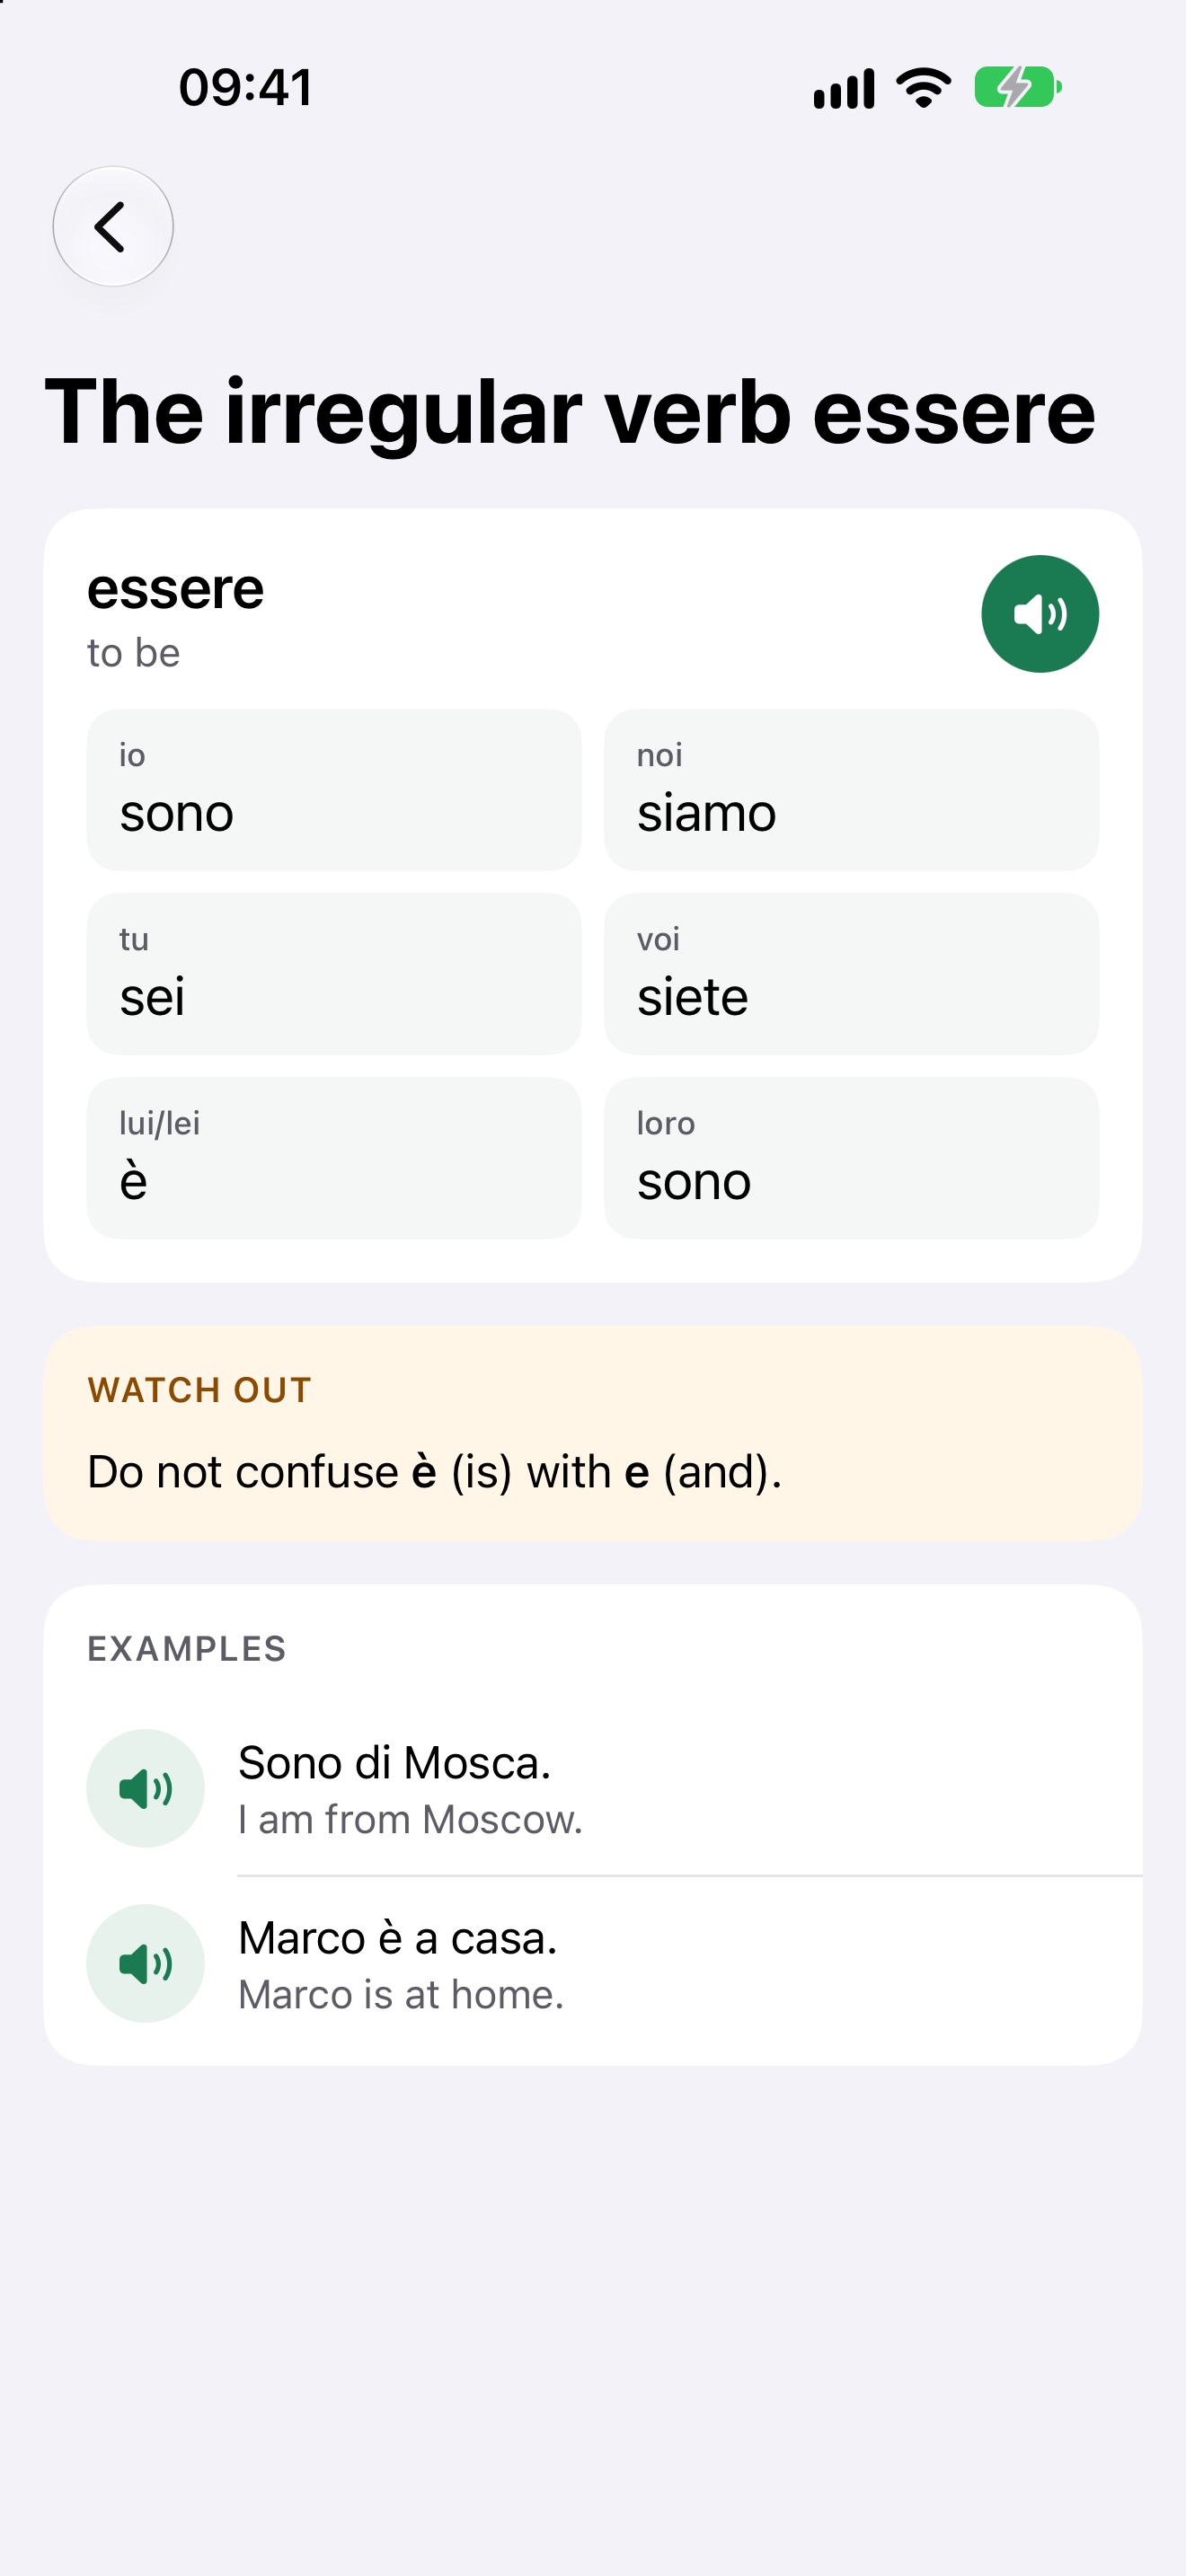 09:41
The irregular verb essere
essere
to be
io
sono
noi
siamo
tu
sei
voi
siete
lui/lei
è
loro
sono
WATCH OUT
Do not confuse è (is) with e (and).
EXAMPLES
Sono di Mosca.
I am from Moscow.
Marco è a casa.
Marco is at home.